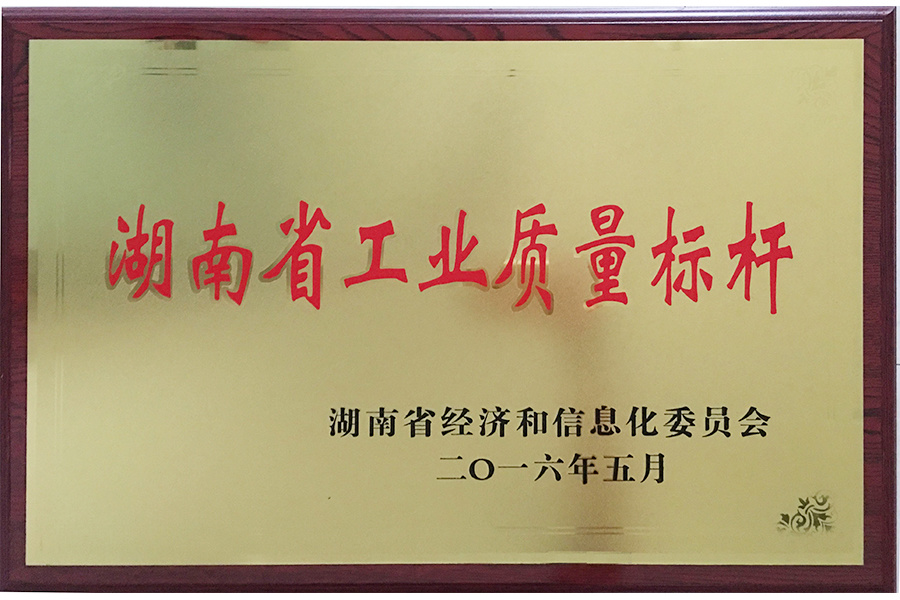 湖南省工业质量标杆
湖南省经济和信息化委员会
二〇一六年五月